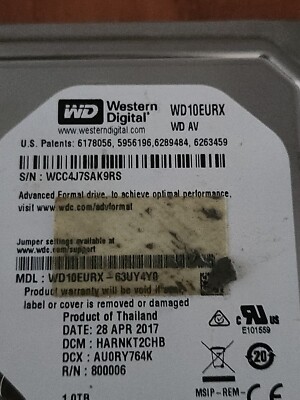 WD Western Digital® WD10EURX
www.westerndigital.com WD AV
U.S. Patents: 6178056, 5956196,6289484, 6263459
S/N : WCC4J7SAK9RS
Advanced Format drive, to achieve optimal performance,
visit www.wdc.com/advformat
Jumper settings available at
www.wdc.com/support
MDL : WD10EURX - 63UY4Y0
Product warranty will be void if any
label or cover is removed
Product of Thailand
DATE: 28 APR 2017
DCM : HARNKT2CHB
DCX : AU0RY764K
R/N : 800006
E101559
20
MSIP-REM-
1.0TB